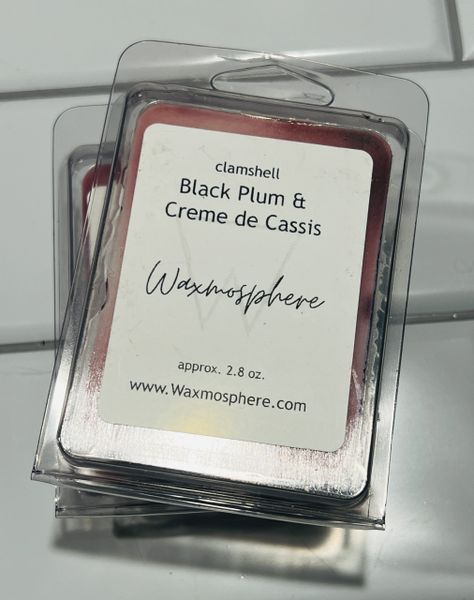 clamshell
Black Plum &
Creme de Cassis
Waxmosphere
approx. 2.8 oz.
www.Waxmosphere.com